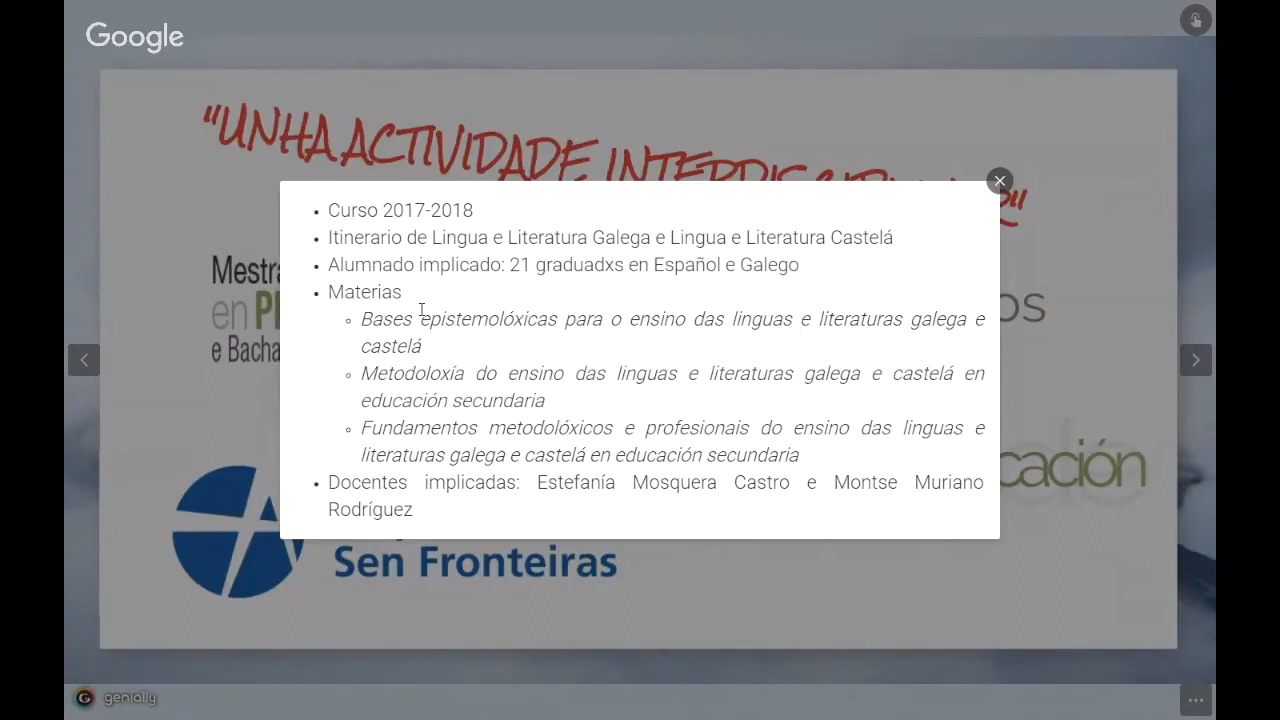 Google
"UNHA ACTIVIDADE
Mestra
en
e Bacha
• Curso 2017-2018
• Itinerario de Lingua e Literatura Galega e Lingua e Literatura Castelá
• Alumnado implicado: 21 graduadxs en Español e Galego
• Materias
◦ Bases epistemolóxicas para o ensino das linguas e literaturas galega e
castelá
◦ Metodoloxía do ensino das linguas e literaturas galega e castelá en
educación secundaria
◦ Fundamentos metodolóxicos e profesionais do ensino das linguas e
literaturas galega e castelá en educación secundaria
• Docentes implicadas: Estefanía Mosquera Castro e Montse Muriano
Rodríguez
os
cación
Sen Fronteiras
genially